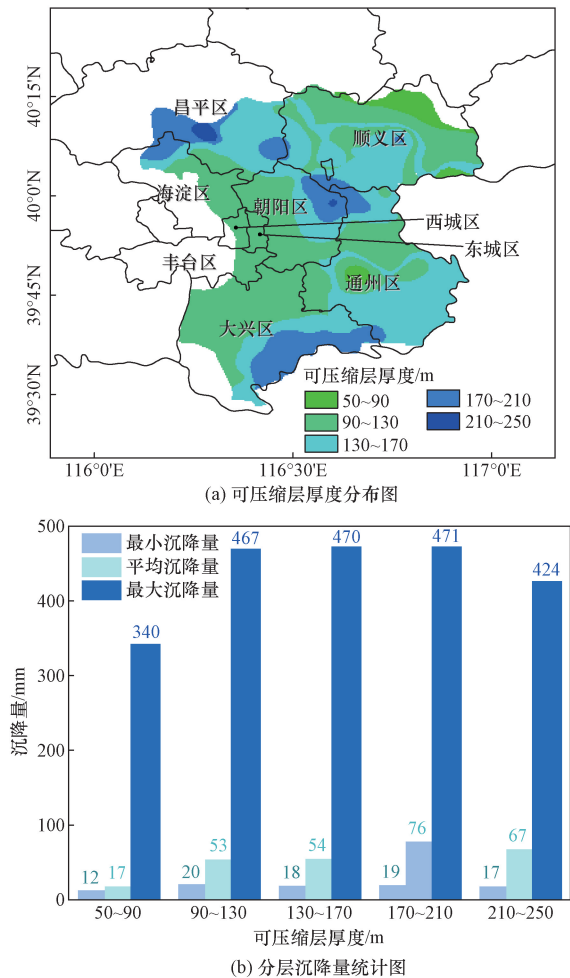 40°15'N
40°0'N
39°45'N
39°30'N
昌平区
顺义区
海淀区
朝阳区
西城区
东城区
丰台区
通州区
大兴区
可压缩层厚度/m
50~90
170~210
90~130
210~250
130~170
116°0'E
116°30'E
117°0'E
(a) 可压缩层厚度分布图
500
400
300
200
100
0
沉降量/mm
最小沉降量
平均沉降量
最大沉降量
12
17
340
20
53
467
18
54
470
19
76
471
17
67
424
50~90
90~130
130~170
170~210
210~250
可压缩层厚度/m
(b) 分层沉降量统计图